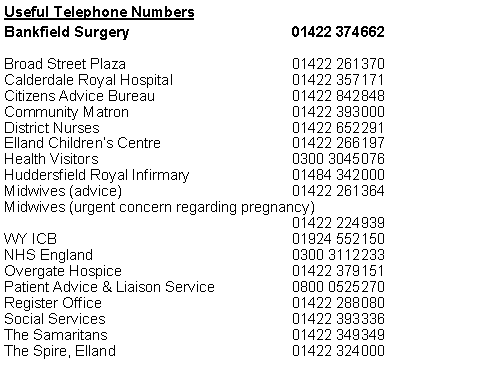 Useful Telephone Numbers
Bankfield Surgery 01422 374662
Broad Street Plaza 01422 261370
Calderdale Royal Hospital 01422 357171
Citizens Advice Bureau 01422 842848
Community Matron 01422 393000
District Nurses 01422 652291
Elland Children's Centre 01422 266197
Health Visitors 0300 3045076
Huddersfield Royal Infirmary 01484 342000
Midwives (advice) 01422 261364
Midwives (urgent concern regarding pregnancy)
01422 224939
WY ICB 01924 552150
NHS England 0300 3112233
Overgate Hospice 01422 379151
Patient Advice & Liaison Service 0800 0525270
Register Office 01422 288080
Social Services 01422 393336
The Samaritans 01422 349349
The Spire, Elland 01422 324000